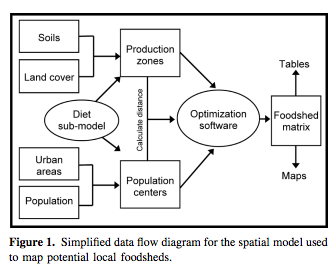 Soils
Land cover
Diet
sub-model
Urban
areas
Population
Production
zones
Calculate distance
Population
centers
Optimization
software
Tables
Foodshed
matrix
Maps
Figure 1. Simplified data flow diagram for the spatial model used
to map potential local foodsheds.